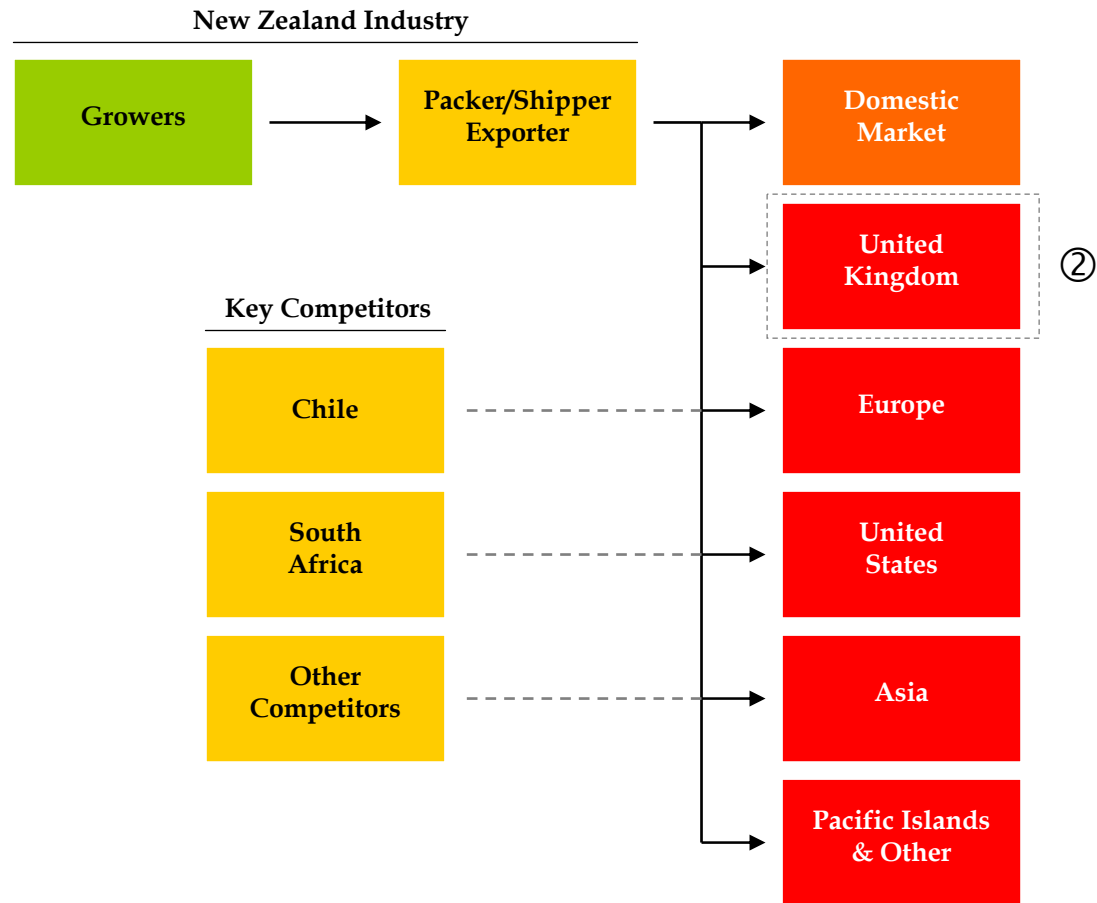 New Zealand Industry
Growers
Packer/Shipper
Exporter
Domestic
Market
United
Kingdom
②
Key Competitors
Chile
Europe
South
Africa
United
States
Other
Competitors
Asia
Pacific Islands
& Other